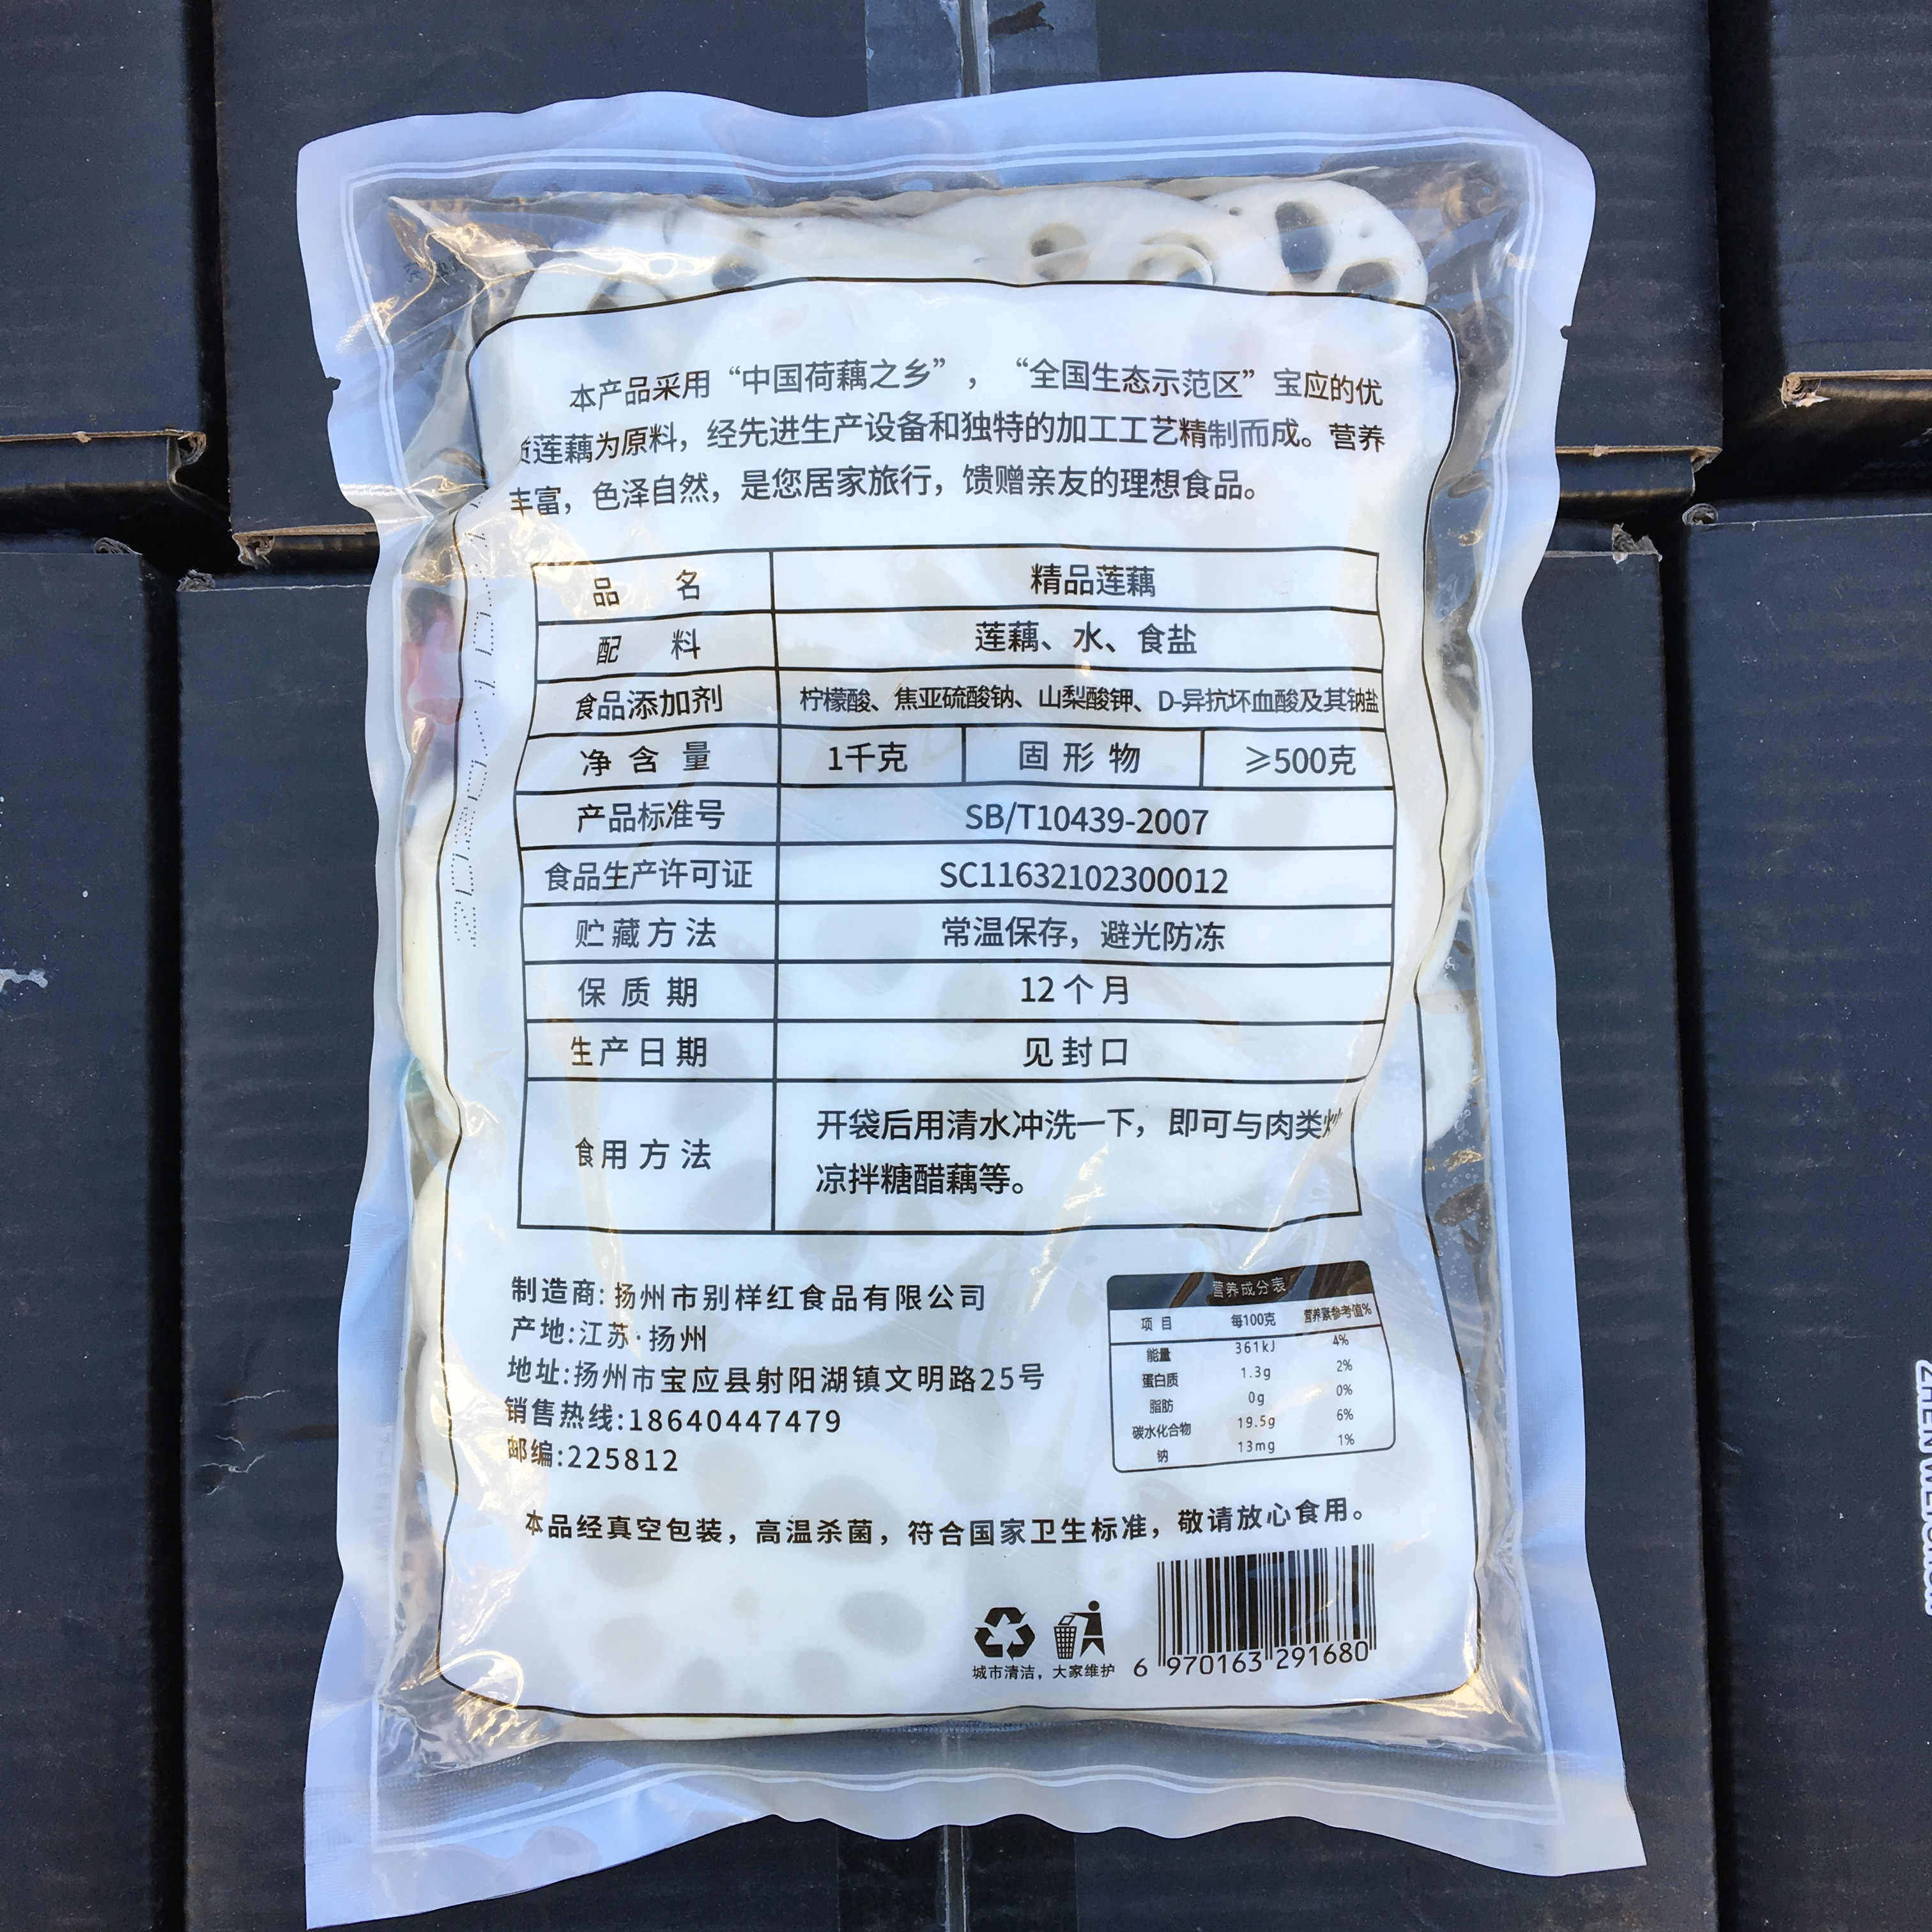 本产品采用“中国荷藕之乡”，“全国生态示范区”宝应的优
质莲藕为原料，经先进生产设备和独特的加工工艺精制而成。营养
丰富，色泽自然，是您居家旅行，馈赠亲友的理想食品。
品 名 精品莲藕
配 料 莲藕、水、食盐
食品添加剂 柠檬酸、焦亚硫酸钠、山梨酸钾、D-异抗坏血酸及其钠盐
净含量 1千克 固形物 ≥500克
产品标准号 SB/T10439-2007
食品生产许可证 SC11632102300012
贮藏方法 常温保存，避光防冻
保质期 12个月
生产日期 见封口
食用方法 开袋后用清水冲洗一下，即可与肉类
凉拌糖醋藕等。
制造商：扬州市别样红食品有限公司
产地：江苏·扬州
地址：扬州市宝应县射阳湖镇文明路25号
销售热线：18640447479
邮编：225812
营养成分表
项目 每100克 营养素参考值%
能量 361kJ 4%
蛋白质 1.3g 2%
脂肪 0g 0%
碳水化合物 19.5g 6%
钠 13mg 1%
本品经真空包装，高温杀菌，符合国家卫生标准，敬请放心食用。
城市清洁，大家维护
6 970163 291680